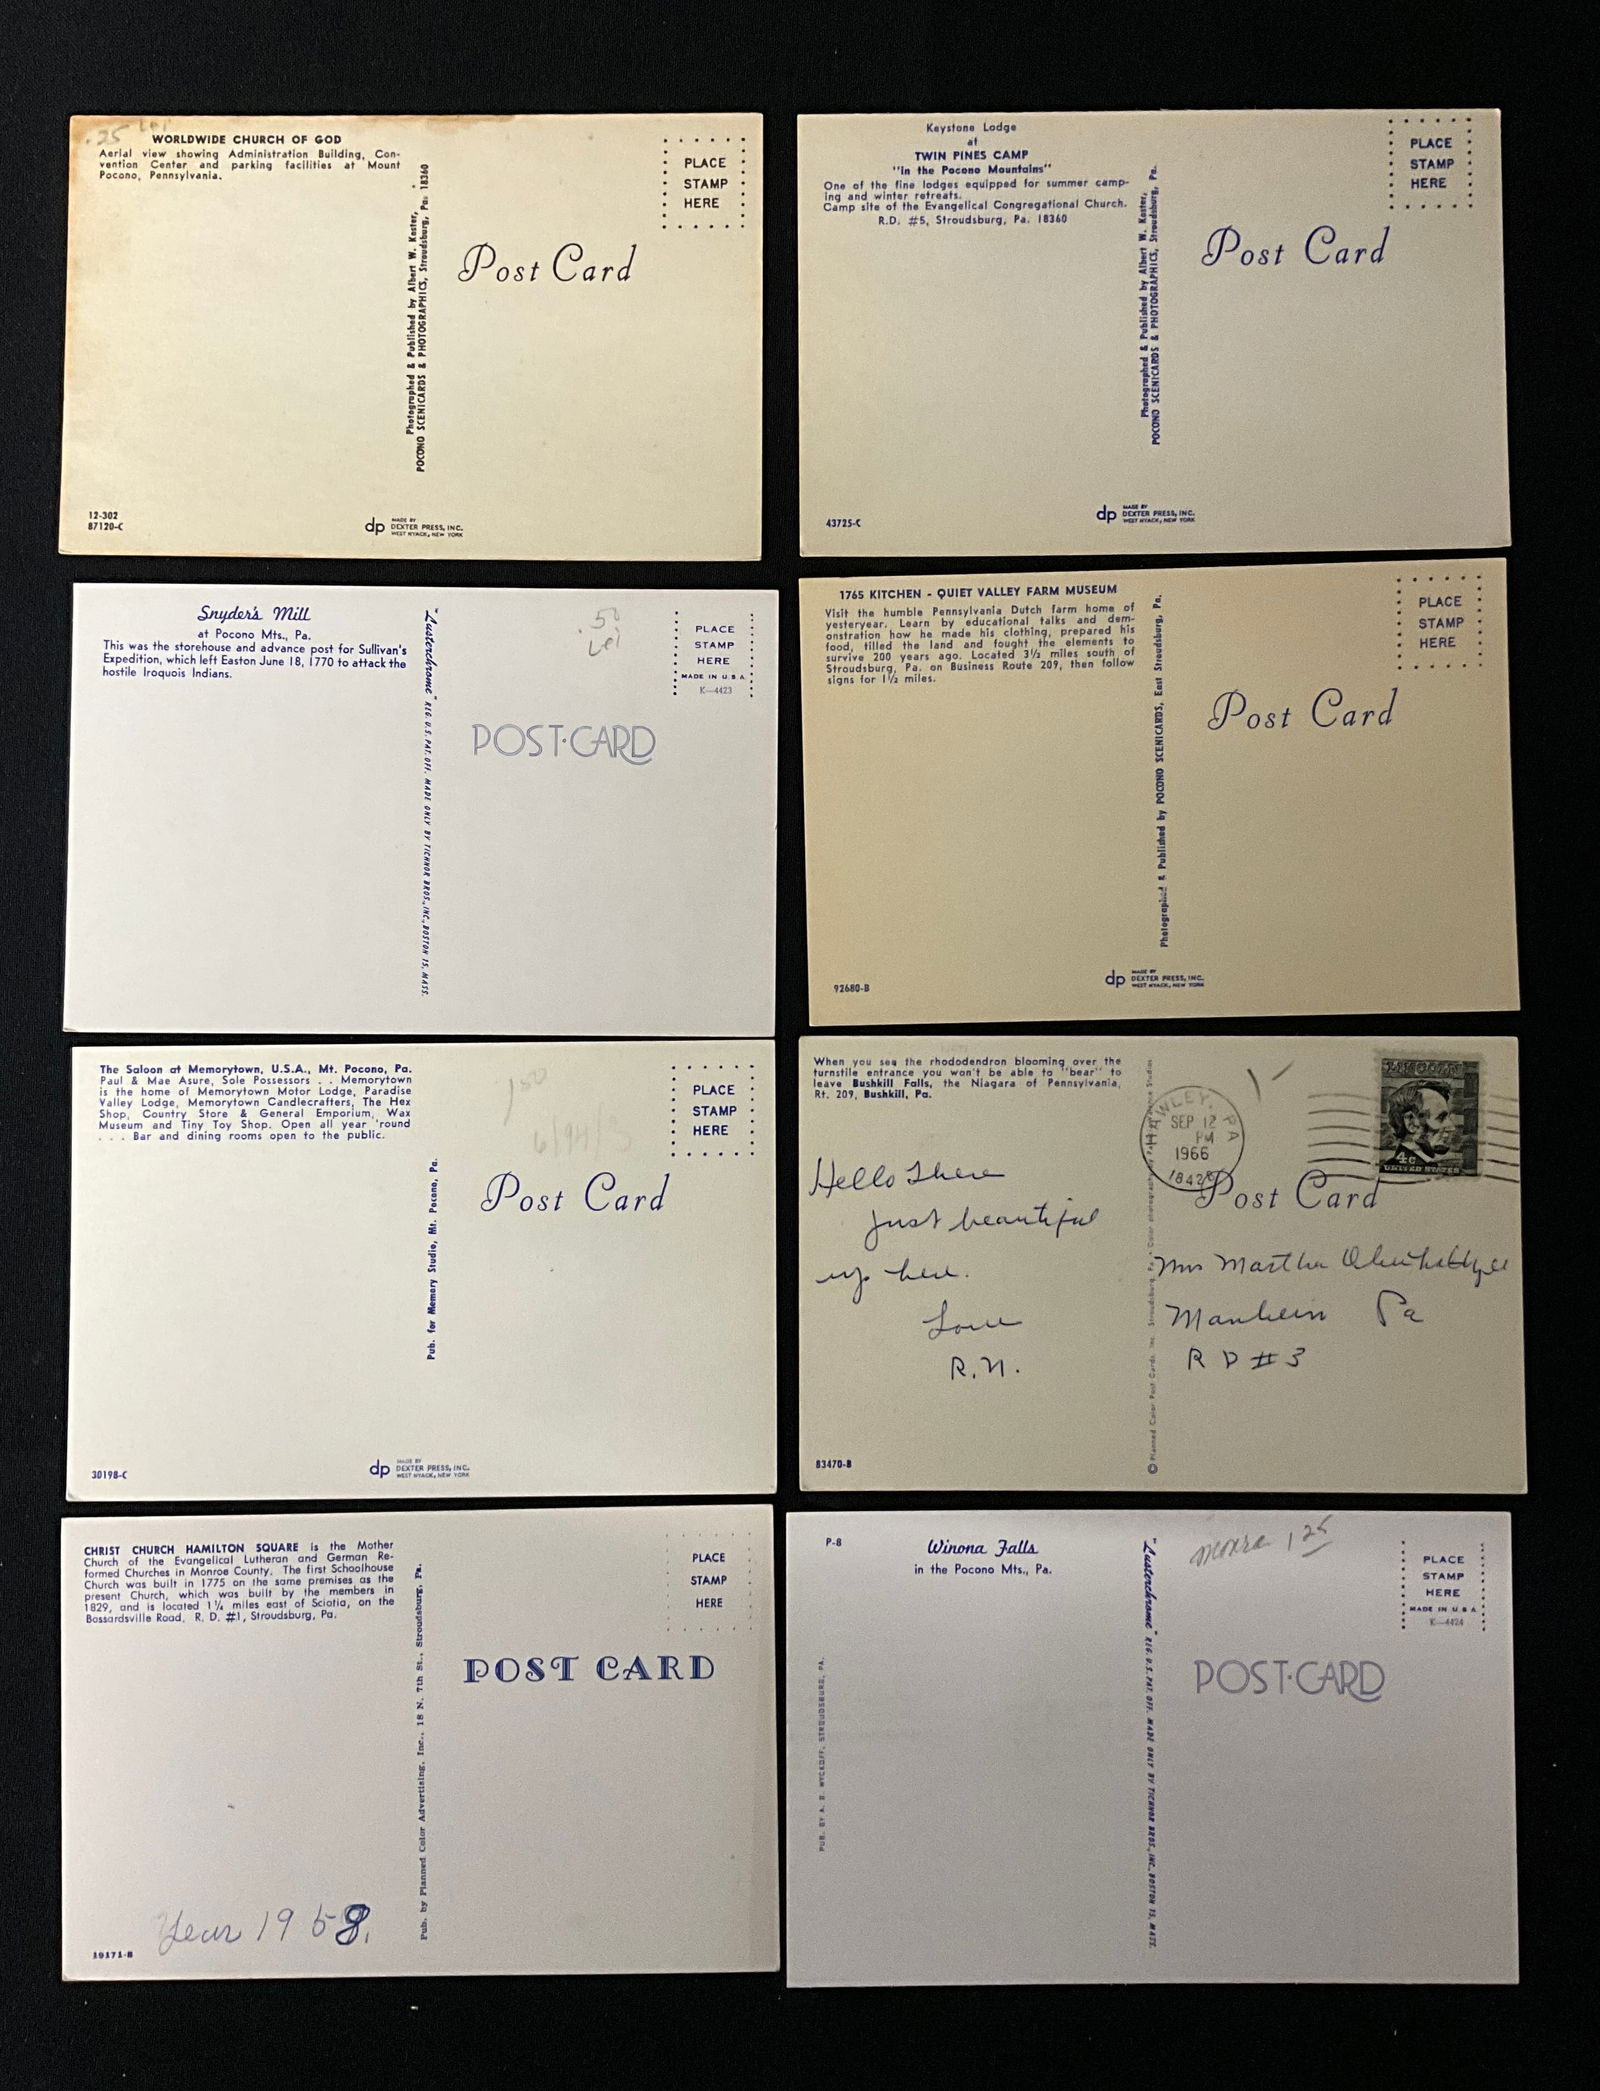 .25
WORLDWIDE CHURCH OF GOD
Aerial view showing Administration Building, Con-
vention Center and parking facilities at Mount
Pocono, Pennsylvania.
Photographed & Published by Albert W. Koster,
POCONO SCENICARDS & PHOTOGRAPHICS, Stroudsburg, Pa. 18360
PLACE
STAMP
HERE
Post Card
12-302
87120-C
dp
MADE BY
DEXTER PRESS, INC.
WEST NYACK, NEW YORK
Keystone Lodge
at
TWIN PINES CAMP
"In the Pocono Mountains"
One of the fine lodges equipped for summer camp-
ing and winter retreats.
Camp site of the Evangelical Congregational Church.
R.D. #5, Stroudsburg, Pa. 18360
Photographed & Published by Albert W. Koster,
POCONO SCENICARDS & PHOTOGRAPHICS, Stroudsburg, Pa.
PLACE
STAMP
HERE
Post Card
43725-C
dp
MADE BY
DEXTER PRESS, INC.
WEST NYACK, NEW YORK
Snyder's Mill
at Pocono Mts., Pa.
This was the storehouse and advance post for Sullivan's
Expedition, which left Easton June 18, 1770 to attack the
hostile Iroquois Indians.
"Lusterchrome" REG. U.S. PAT. OFF. MADE ONLY BY TICHNOR BROS., INC., BOSTON 15, MASS.
.50
PLACE
STAMP
HERE
MADE IN U.S.A.
K-4423
POST·CARD
1765 KITCHEN - QUIET VALLEY FARM MUSEUM
Visit the humble Pennsylvania Dutch farm home of
yesteryear. Learn by educational talks and dem-
onstration how he made his clothing, prepared his
food, tilled the land and fought the elements to
survive 200 years ago. Located 3½ miles south of
Stroudsburg, Pa. on Business Route 209, then follow
signs for 1½ miles.
Photographed & Published by POCONO SCENICARDS, East Stroudsburg, Pa.
PLACE
STAMP
HERE
Post Card
92680-B
dp
MADE BY
DEXTER PRESS, INC.
WEST NYACK, NEW YORK
The Saloon at Memorytown, U.S.A., Mt. Pocono, Pa.
Paul & Mae Asure, Sole Possessors . . Memorytown
is the home of Memorytown Motor Lodge, Paradise
Valley Lodge, Memorytown Candlecrafters, The Hex
Shop, Country Store & General Emporium, Wax
Museum and Tiny Toy Shop. Open all year 'round
. . . Bar and dining rooms open to the public.
Pub. for Memory Studio, Mt. Pocono, Pa.
PLACE
STAMP
HERE
Post Card
30198-C
dp
MADE BY
DEXTER PRESS, INC.
WEST NYACK, NEW YORK
When you see the rhododendron blooming over the
turnstile entrance you won't be able to "bear" to
leave Bushkill Falls, the Niagara of Pennsylvania,
Rt. 209, Bushkill, Pa.
HAWLEY, PA
SEP 12
PM
1966
18428
LINCOLN
4c
UNITED STATES
Post Card
Hello There
Just beautiful
up here.
Love
R.N.
Mrs Martha
Manheim Pa
R D #3
83470-B
CHRIST CHURCH HAMILTON SQUARE is the Mother
Church of the Evangelical Lutheran and German Re-
formed Churches in Monroe County. The first Schoolhouse
Church was built in 1775 on the same premises as the
present Church, which was built by the members in
1829, and is located 1¼ miles east of Sciotia, on the
Bossardsville Road, R. D. #1, Stroudsburg, Pa.
Pub. by Planned Color Advertising, Inc., 18 N. 7th St., Stroudsburg, Pa.
PLACE
STAMP
HERE
POST CARD
Year 1958.
19171-B
P-8
Winona Falls
in the Pocono Mts., Pa.
PUB. BY A. B. WYCKOFF, STROUDSBURG, PA.
"Lusterchrome" REG. U.S. PAT. OFF. MADE ONLY BY TICHNOR BROS., INC., BOSTON 15, MASS.
Monroe 1 25
PLACE
STAMP
HERE
MADE IN U.S.A.
K-4424
POST·CARD